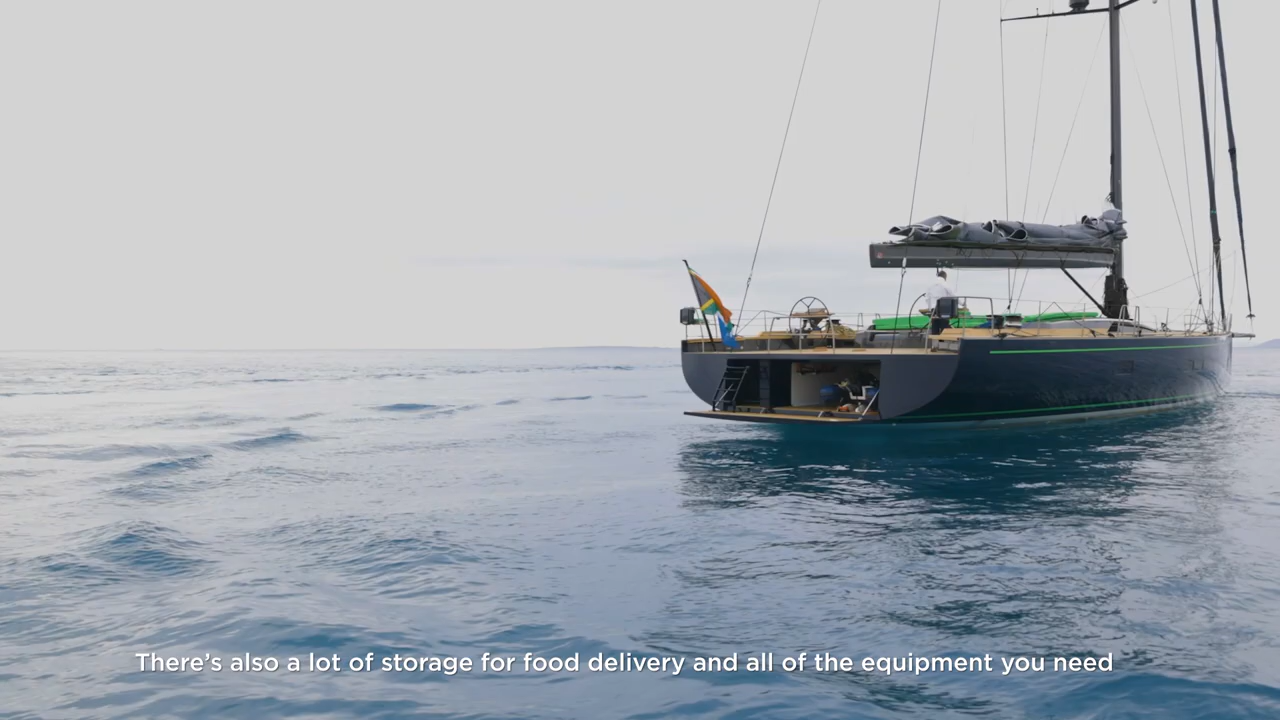 There's also a lot of storage for food delivery and all of the equipment you need